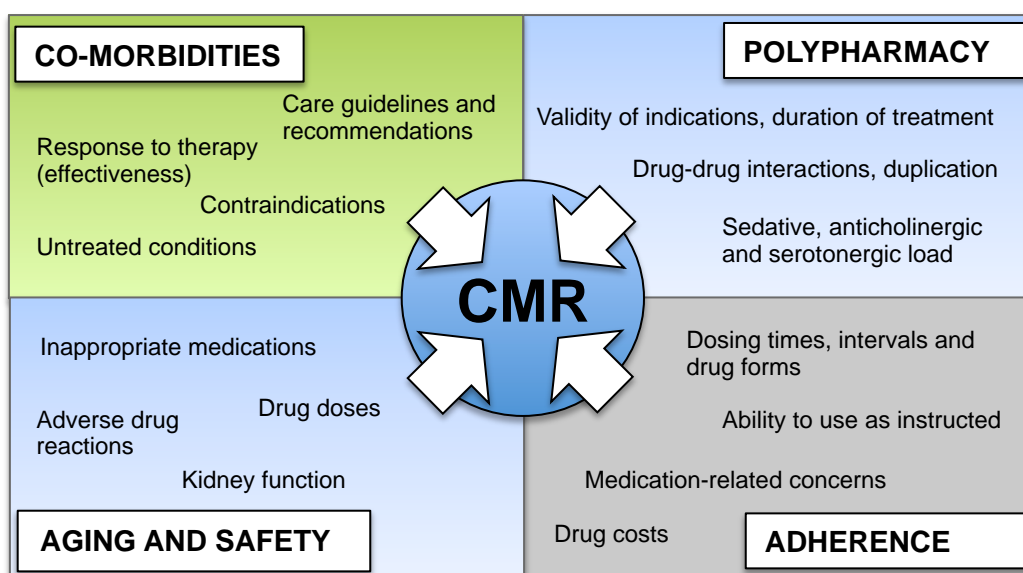 CO-MORBIDITIES
Care guidelines and
recommendations
Response to therapy
(effectiveness)
Contraindications
Untreated conditions
POLYPHARMACY
Validity of indications, duration of treatment
Drug-drug interactions, duplication
Sedative, anticholinergic
and serotonergic load
CMR
Inappropriate medications
Drug doses
Adverse drug
reactions
Kidney function
AGING AND SAFETY
Dosing times, intervals and
drug forms
Ability to use as instructed
Medication-related concerns
Drug costs
ADHERENCE